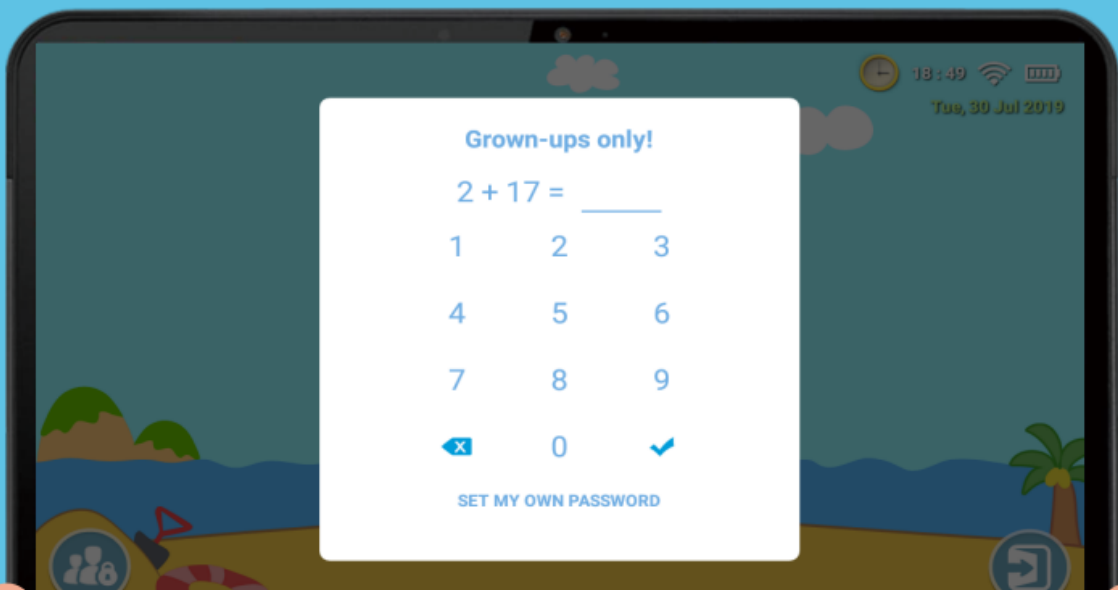 18:49
Tue, 30 Jul 2019
Grown-ups only!
2 + 17 = _____
1 2 3
4 5 6
7 8 9
0
SET MY OWN PASSWORD